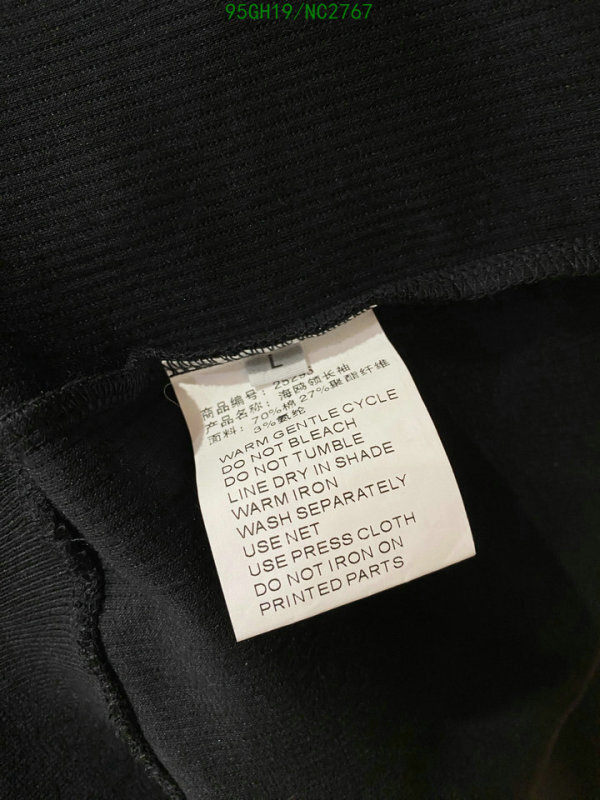 95GH19/NC2767
L
商品编号:
产品名称: 海鸥领长袖
面料: 70%棉27%聚酯纤维
3%氨纶
WARM GENTLE CYCLE
DO NOT BLEACH
DO NOT TUMBLE
LINE DRY IN SHADE
WARM IRON
WASH SEPARATELY
USE NET
USE PRESS CLOTH
DO NOT IRON ON
PRINTED PARTS